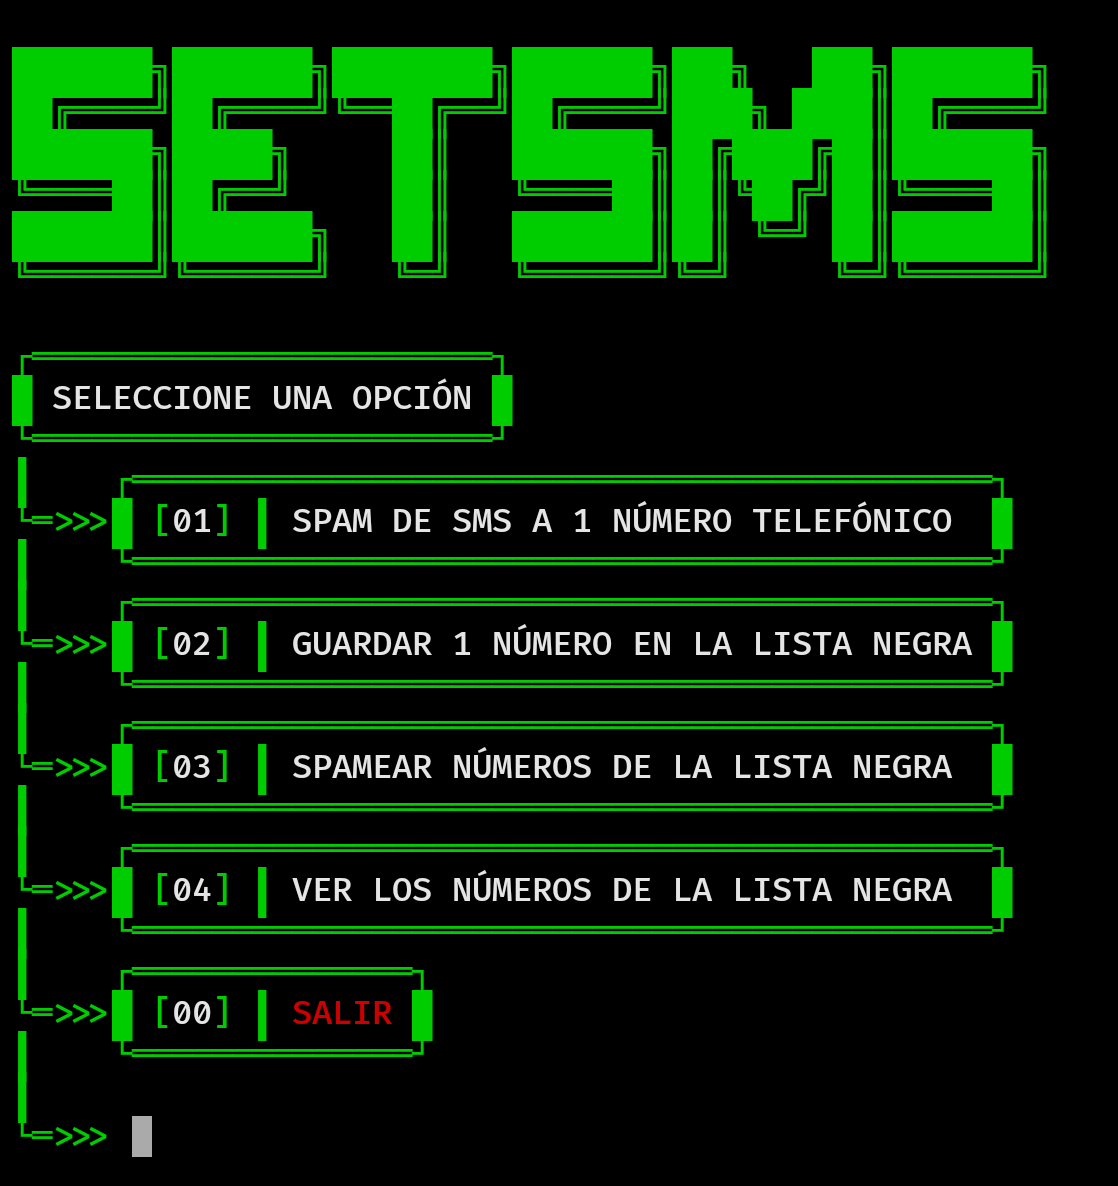 SETSMS
SELECCIONE UNA OPCIÓN
>>> [01] | SPAM DE SMS A 1 NÚMERO TELEFÓNICO
>>> [02] | GUARDAR 1 NÚMERO EN LA LISTA NEGRA
>>> [03] | SPAMEAR NÚMEROS DE LA LISTA NEGRA
>>> [04] | VER LOS NÚMEROS DE LA LISTA NEGRA
>>> [00] | SALIR
>>>